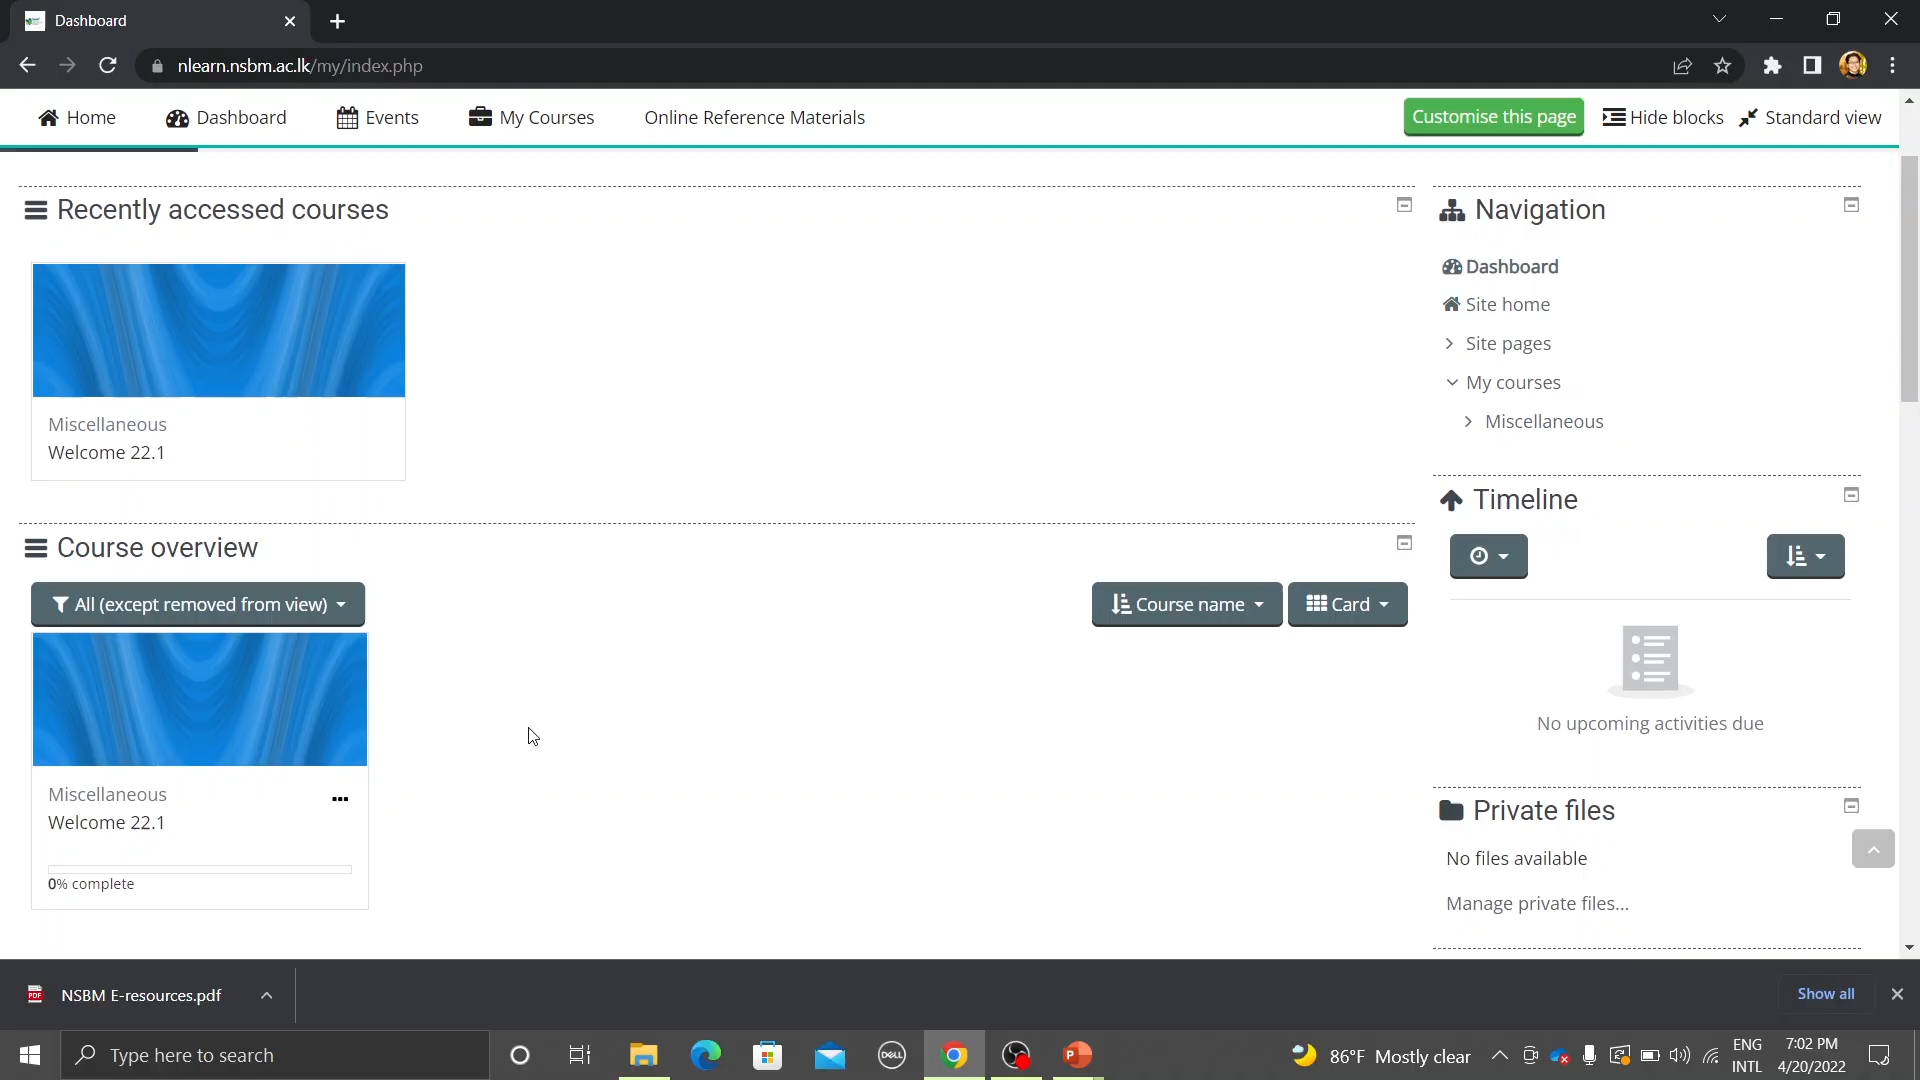 Dashboard
nlearn.nsbm.ac.lk/my/index.php
Home Dashboard Events My Courses Online Reference Materials Customise this page Hide blocks Standard view
Recently accessed courses
Miscellaneous
Welcome 22.1
Course overview
All (except removed from view) Course name Card
Miscellaneous
Welcome 22.1
0% complete
Navigation
Dashboard
Site home
Site pages
My courses
Miscellaneous
Timeline
No upcoming activities due
Private files
No files available
Manage private files...
PDF NSBM E-resources.pdf Show all
Type here to search
DELL
P
86°F Mostly clear
ENG
INTL
7:02 PM
4/20/2022